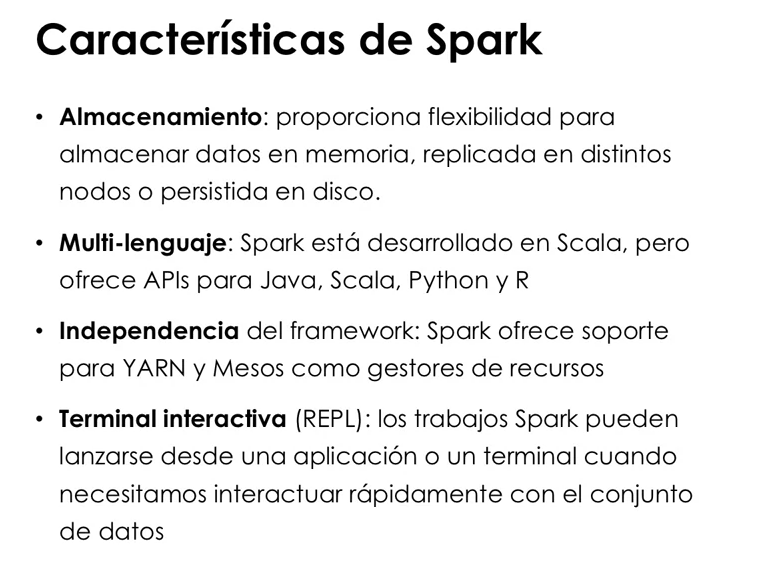 Características de Spark
• Almacenamiento: proporciona flexibilidad para
almacenar datos en memoria, replicada en distintos
nodos o persistida en disco.
• Multi-lenguaje: Spark está desarrollado en Scala, pero
ofrece APIs para Java, Scala, Python y R
• Independencia del framework: Spark ofrece soporte
para YARN y Mesos como gestores de recursos
• Terminal interactiva (REPL): los trabajos Spark pueden
lanzarse desde una aplicación o un terminal cuando
necesitamos interactuar rápidamente con el conjunto
de datos